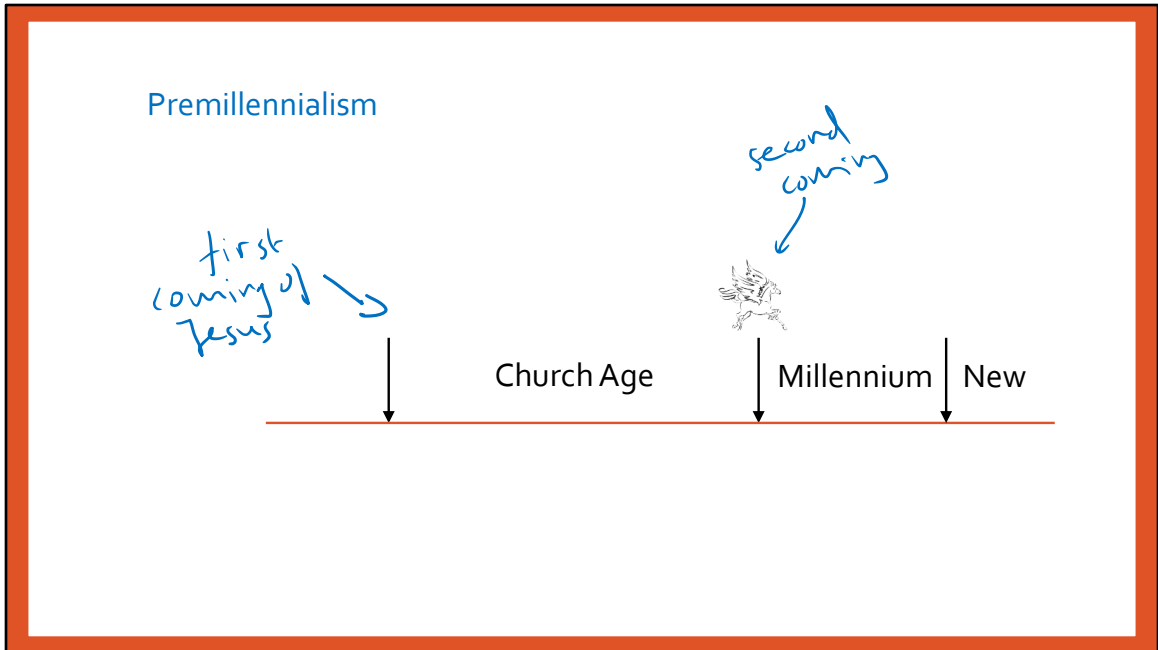 Premillennialism
second
coming
first
coming of
Jesus
Church Age
Millennium
New